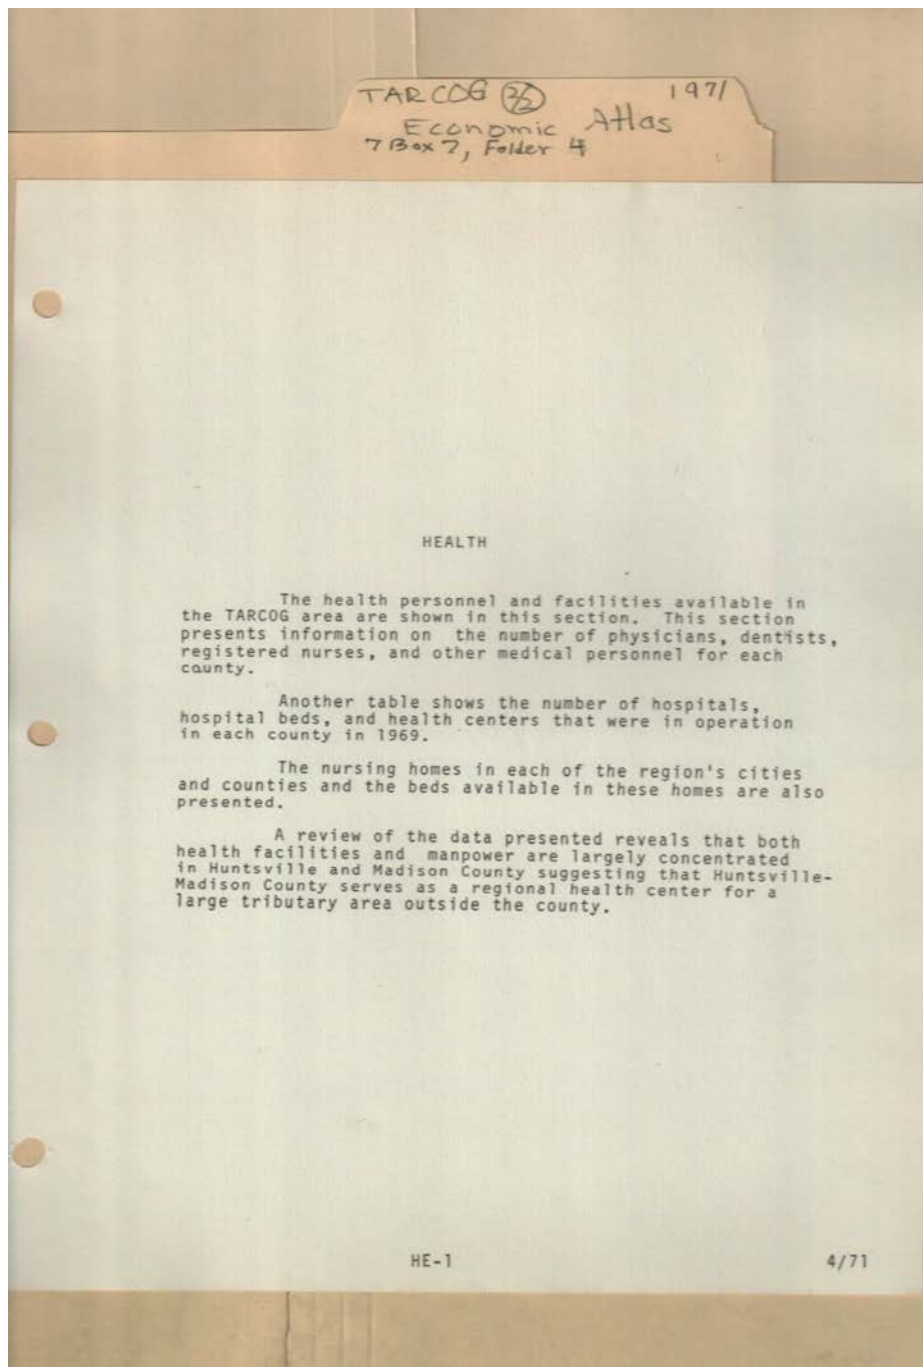 TARCOG 2/2 1971
Economic Atlas
7 Box 7, Folder 4
HEALTH
The health personnel and facilities available in
the TARCOG area are shown in this section. This section
presents information on the number of physicians, dentists,
registered nurses, and other medical personnel for each
county.
Another table shows the number of hospitals,
hospital beds, and health centers that were in operation
in each county in 1969.
The nursing homes in each of the region's cities
and counties and the beds available in these homes are also
presented.
A review of the data presented reveals that both
health facilities and manpower are largely concentrated
in Huntsville and Madison County suggesting that Huntsville-
Madison County serves as a regional health center for a
large tributary area outside the county.
HE-1 4/71